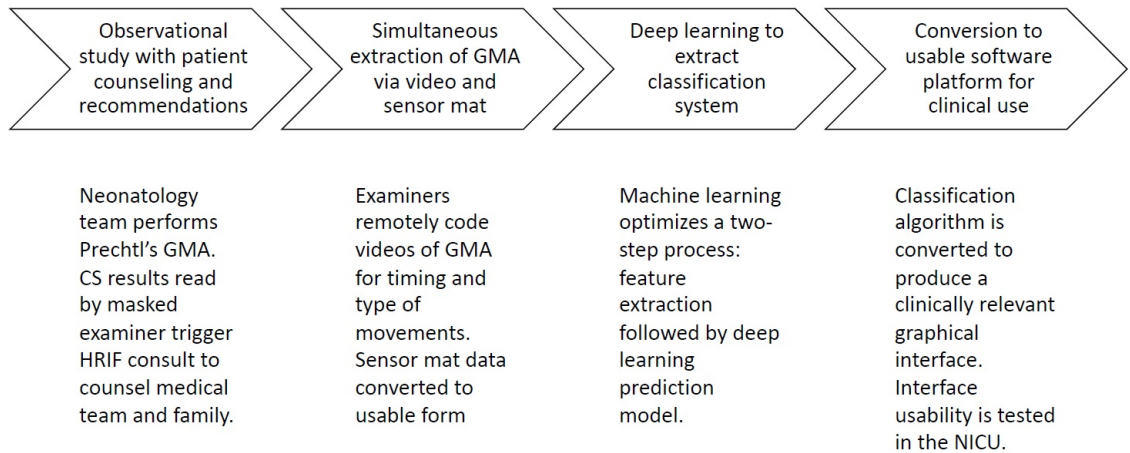 Observational
study with patient
counseling and
recommendations
Simultaneous
extraction of GMA
via video and
sensor mat
Deep learning to
extract
classification
system
Conversion to
usable software
platform for
clinical use
Neonatology
team performs
Prechtl’s GMA.
CS results read
by masked
examiner trigger
HRIF consult to
counsel medical
team and family.
Examiners
remotely code
videos of GMA
for timing and
type of
movements.
Sensor mat data
converted to
usable form
Machine learning
optimizes a two-
step process:
feature
extraction
followed by deep
learning
prediction
model.
Classification
algorithm is
converted to
produce a
clinically relevant
graphical
interface.
Interface
usability is tested
in the NICU.